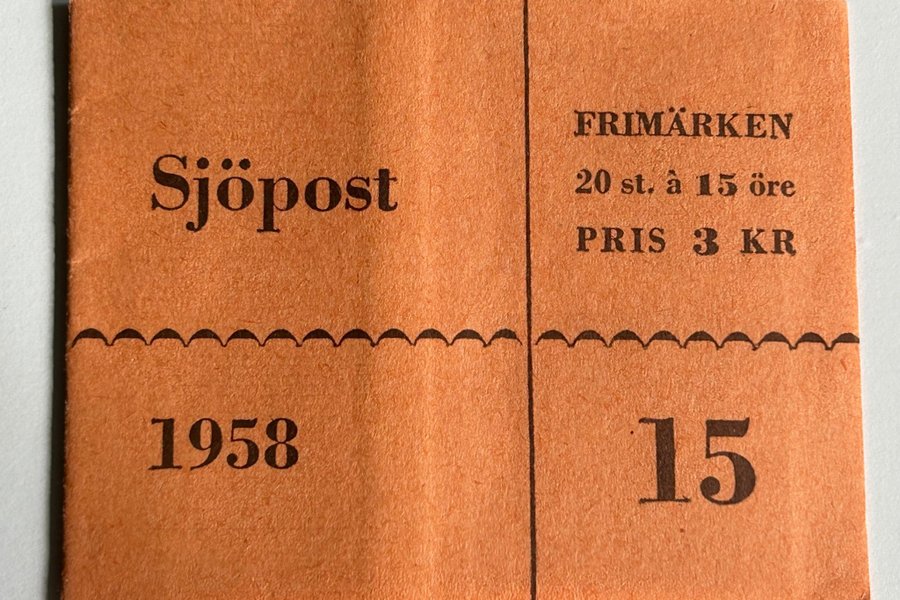 Sjöpost
1958
FRIMÄRKEN
20 st. à 15 öre
PRIS 3 KR
15